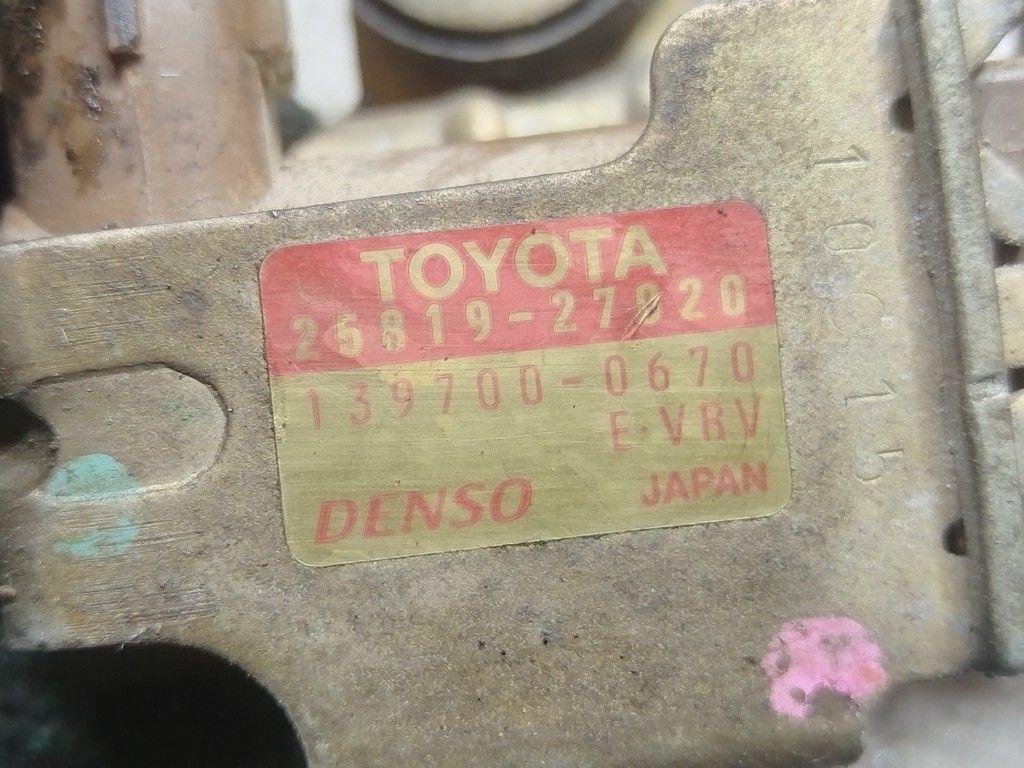 TOYOTA
25819-27020
139700-0670
E·VRV
DENSO JAPAN